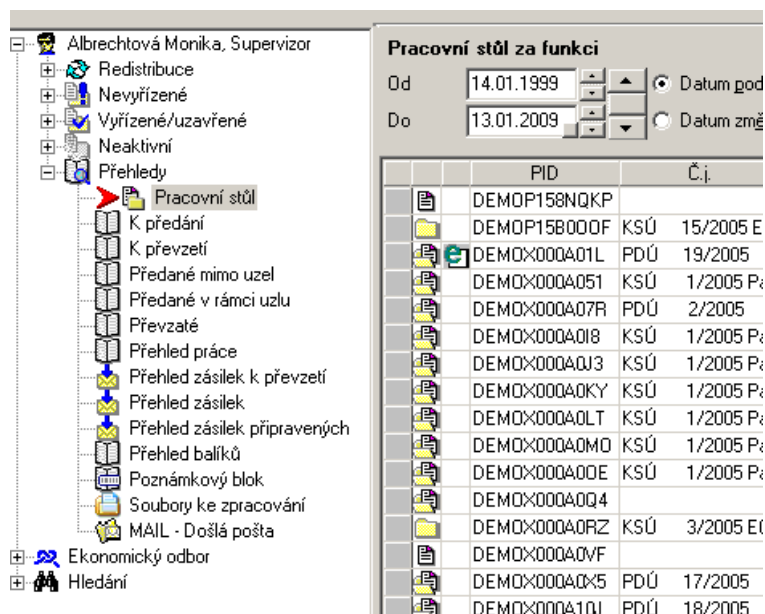 Albrechtová Monika, Supervizor
Redistribuce
Nevyřízené
Vyřízené/uzavřené
Neaktivní
Přehledy
Pracovní stůl
K předání
K převzetí
Předané mimo uzel
Předané v rámci uzlu
Převzaté
Přehled práce
Přehled zásilek k převzetí
Přehled zásilek
Přehled zásilek připravených
Přehled balíků
Poznámkový blok
Soubory ke zpracování
MAIL - Došlá pošta
Ekonomický odbor
Hledání
Pracovní stůl za funkci
Od 14.01.1999 Datum pod
Do 13.01.2009 Datum změ
PID Č.j.
DEMOP158NQKP
DEMOP15B000F KSÚ 15/2005 E
DEMOX000A01L PDÚ 19/2005
DEMOX000A051 KSÚ 1/2005 Pa
DEMOX000A07R PDÚ 2/2005
DEMOX000A0I8 KSÚ 1/2005 Pa
DEMOX000A0J3 KSÚ 1/2005 Pa
DEMOX000A0KY KSÚ 1/2005 Pa
DEMOX000A0LT KSÚ 1/2005 Pa
DEMOX000A0MO KSÚ 1/2005 Pa
DEMOX000A0OE KSÚ 1/2005 Pa
DEMOX000A0Q4
DEMOX000A0RZ KSÚ 3/2005 EO
DEMOX000A0VF
DEMOX000A0X5 PDÚ 17/2005
DEMOX000A10L PDÚ 18/2005